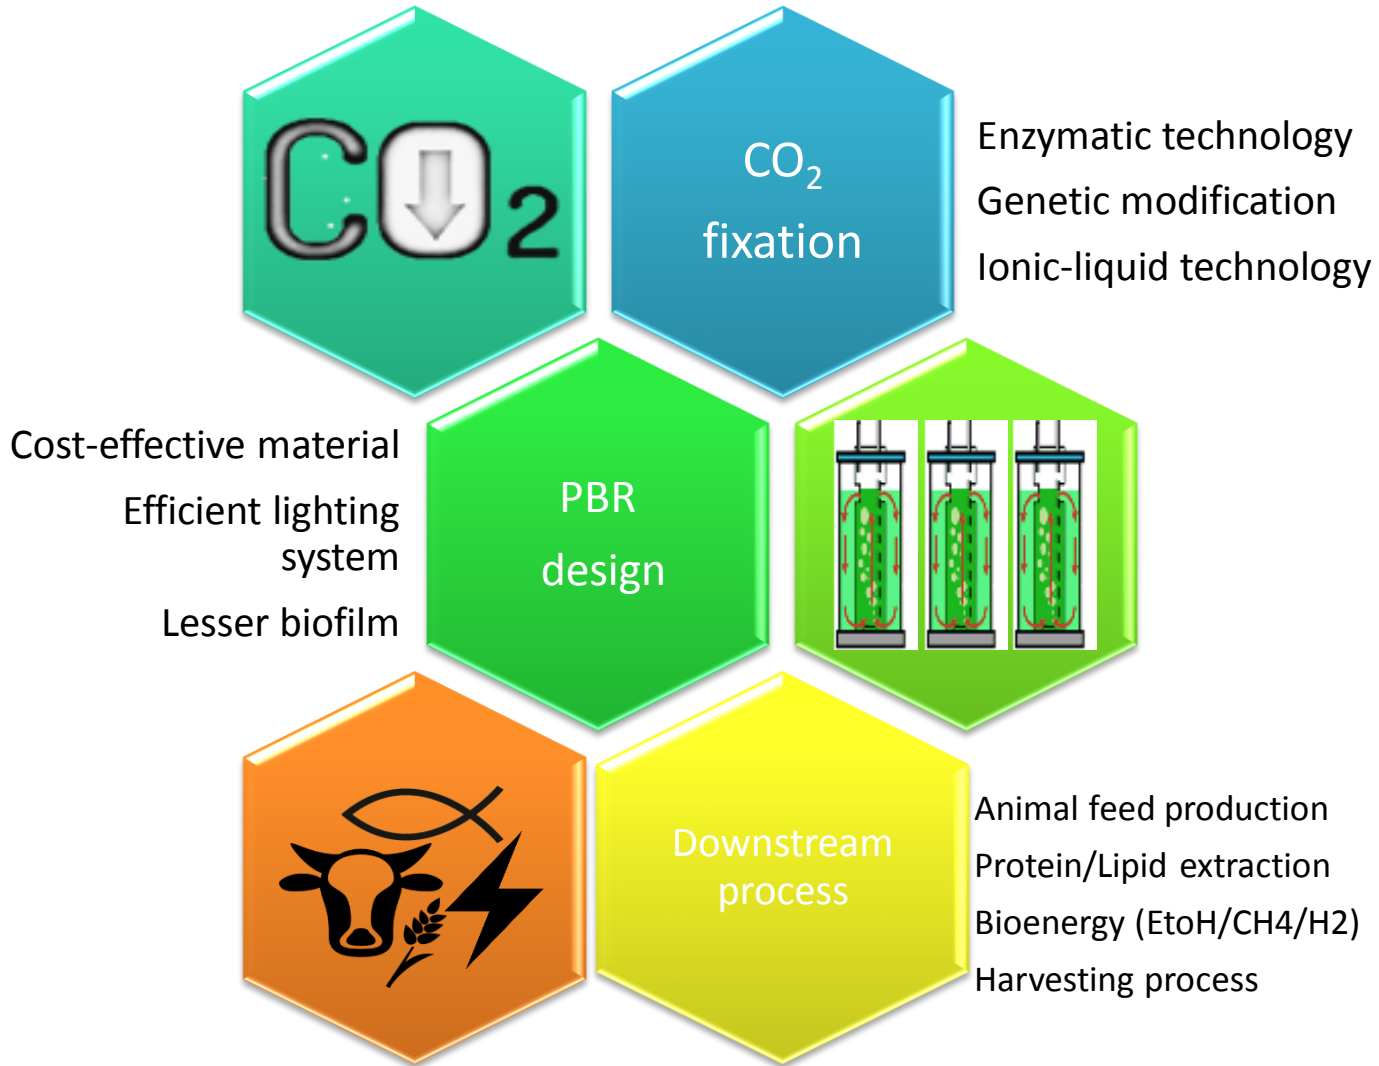 CO2
CO₂
fixation
Enzymatic technology
Genetic modification
Ionic-liquid technology
Cost-effective material
Efficient lighting
system
Lesser biofilm
PBR
design
Downstream
process
Animal feed production
Protein/Lipid extraction
Bioenergy (EtoH/CH4/H2)
Harvesting process